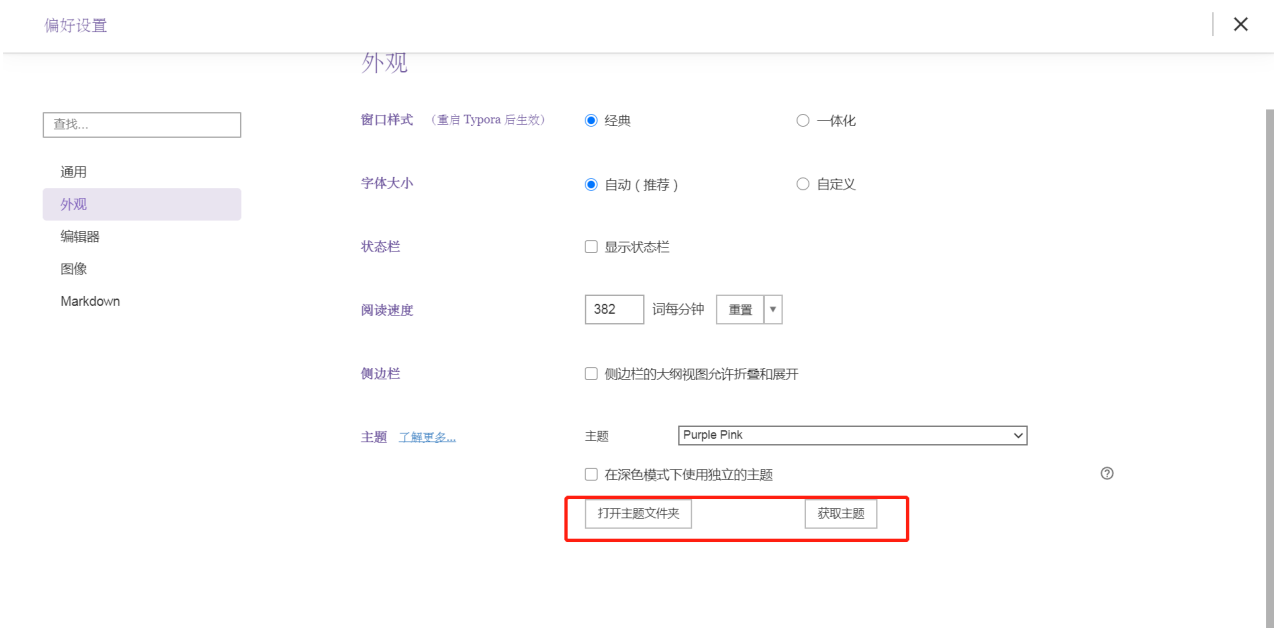 偏好设置
外观
查找...
通用
外观
编辑器
图像
Markdown
窗口样式 （重启 Typora 后生效） 经典 一体化
字体大小 自动（推荐） 自定义
状态栏 显示状态栏
阅读速度 382 词每分钟 重置
侧边栏 侧边栏的大纲视图允许折叠和展开
主题 了解更多... 主题 Purple Pink
在深色模式下使用独立的主题
打开主题文件夹 获取主题